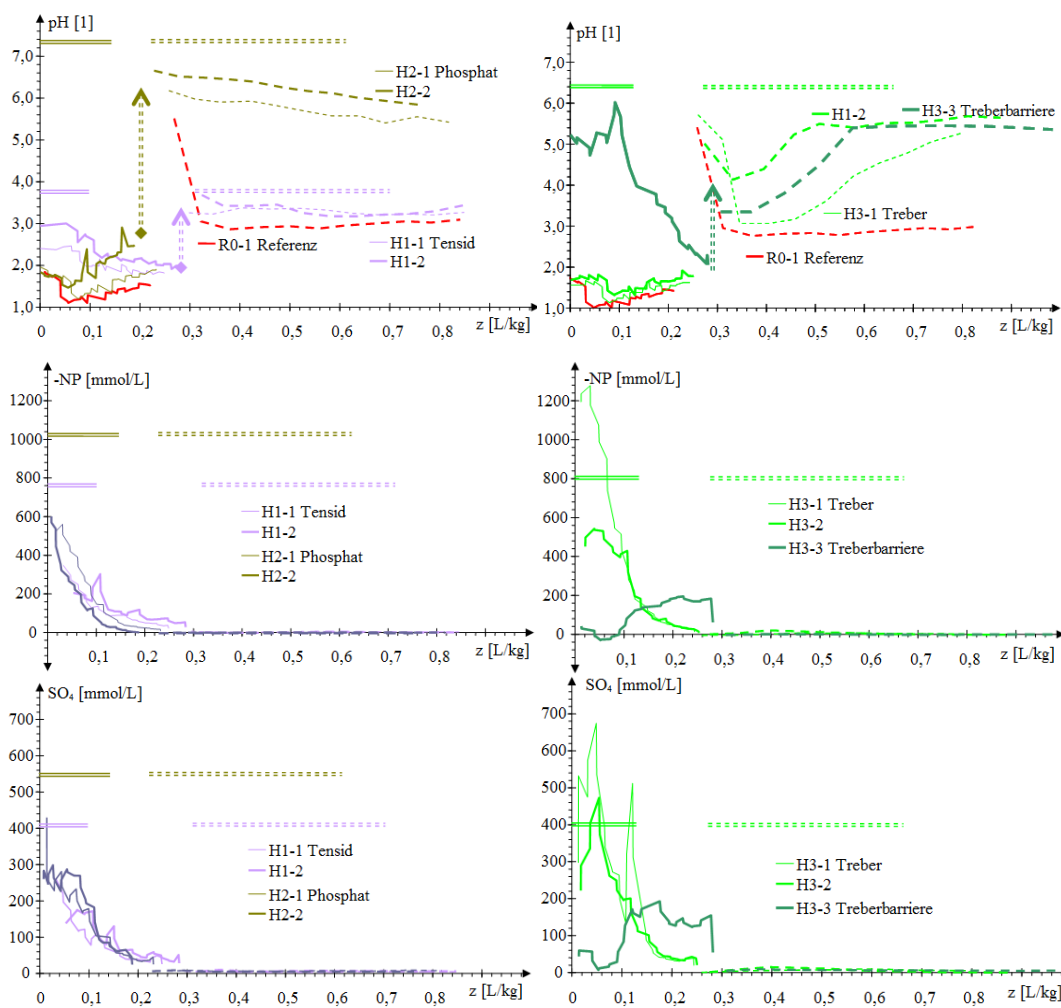 pH [1]
7,0
6,0
5,0
4,0
3,0
2,0
1,0
H2-1 Phosphat
H2-2
R0-1 Referenz
H1-1 Tensid
H1-2
0 0,1 0,2 0,3 0,4 0,5 0,6 0,7 0,8
z [L/kg]
pH [1]
7,0
6,0
5,0
4,0
3,0
2,0
1,0
H1-2
H3-3 Treberbarriere
H3-1 Treber
R0-1 Referenz
0 0,1 0,2 0,3 0,4 0,5 0,6 0,7 0,8
z [L/kg]
-NP [mmol/L]
1200
1000
800
600
400
200
0
H1-1 Tensid
H1-2
H2-1 Phosphat
H2-2
0,1 0,2 0,3 0,4 0,5 0,6 0,7 0,8
z [L/kg]
-NP [mmol/L]
1200
1000
800
600
400
200
0
H3-1 Treber
H3-2
H3-3 Treberbarriere
0,1 0,2 0,3 0,4 0,5 0,6 0,7 0,8
z [L/kg]
SO₄ [mmol/L]
700
600
500
400
300
200
100
0
H1-1 Tensid
H1-2
H2-1 Phosphat
H2-2
0 0,1 0,2 0,3 0,4 0,5 0,6 0,7 0,8
z [L/kg]
SO₄ [mmol/L]
700
600
500
400
300
200
100
0
H3-1 Treber
H3-2
H3-3 Treberbarriere
0 0,1 0,2 0,3 0,4 0,5 0,6 0,7 0,8
z [L/kg]